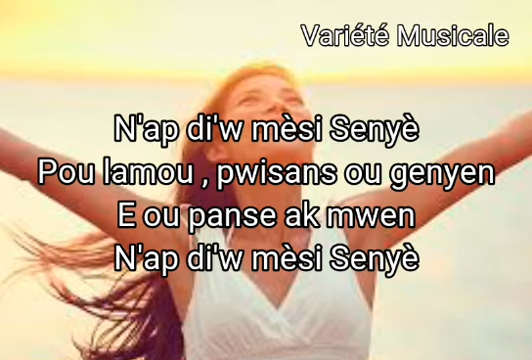 Variété Musicale
N'ap di'w mèsi Senyè
Pou lamou , pwisans ou genyen
E ou panse ak mwen
N'ap di'w mèsi Senyè